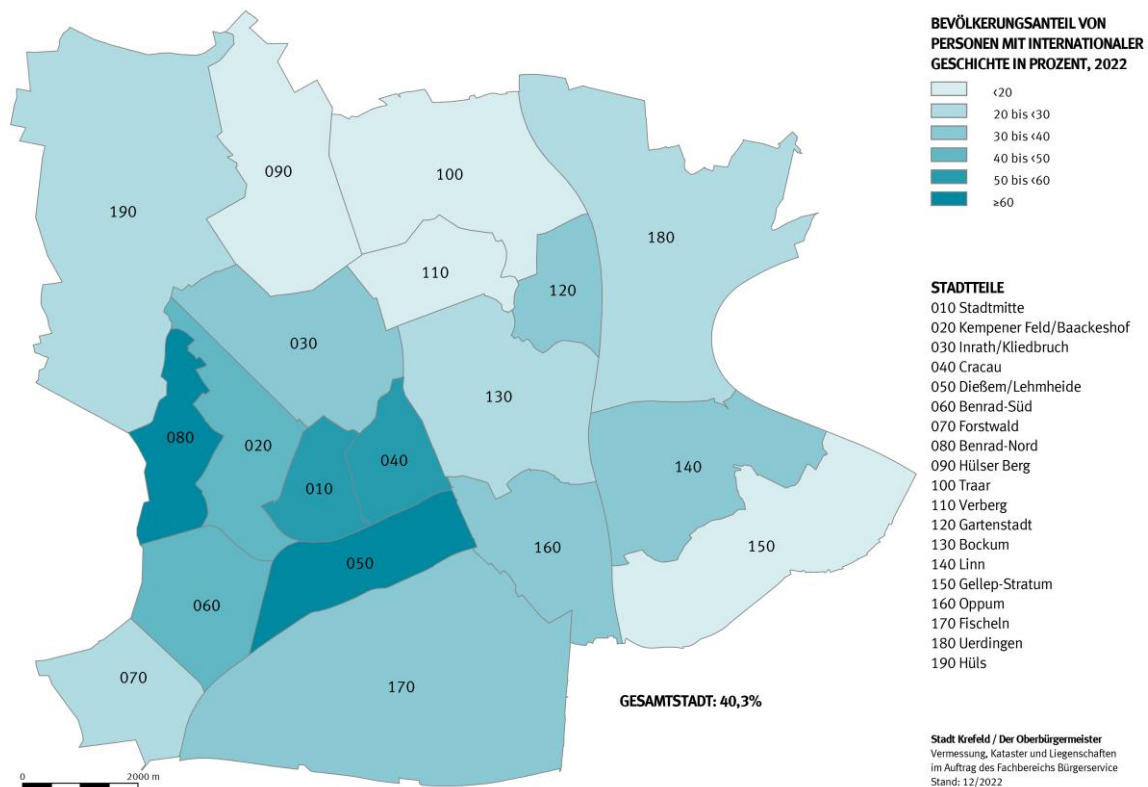 BEVÖLKERUNGSANTEIL VON
PERSONEN MIT INTERNATIONALER
GESCHICHTE IN PROZENT, 2022
<20
20 bis <30
30 bis <40
40 bis <50
50 bis <60
≥60
090
100
190
180
110
120
030
130
080
020
040
010
140
050
160
150
060
070
170
STADTTEILE
010 Stadtmitte
020 Kempener Feld/Baackeshof
030 Inrath/Kliedbruch
040 Cracau
050 Dießem/Lehmheide
060 Benrad-Süd
070 Forstwald
080 Benrad-Nord
090 Hülser Berg
100 Traar
110 Verberg
120 Gartenstadt
130 Bockum
140 Linn
150 Gellep-Stratum
160 Oppum
170 Fischeln
180 Uerdingen
190 Hüls
GESAMTSTADT: 40,3%
0 2000 m
Stadt Krefeld / Der Oberbürgermeister
Vermessung, Kataster und Liegenschaften
im Auftrag des Fachbereichs Bürgerservice
Stand: 12/2022